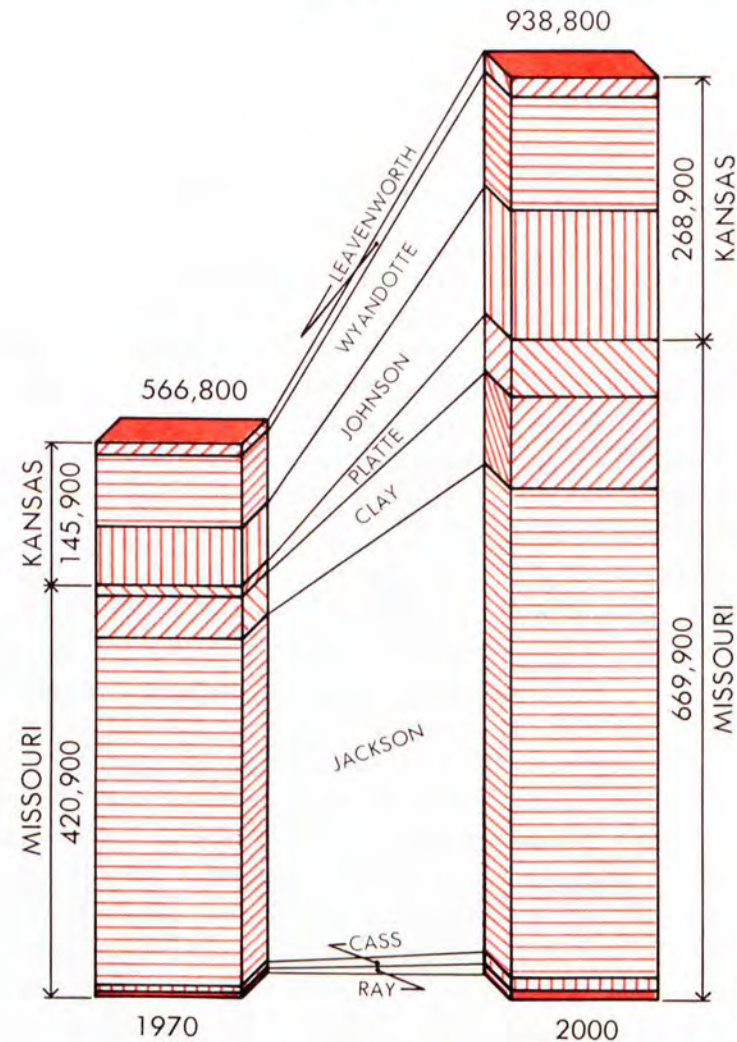 938,800
LEAVENWORTH
WYANDOTTE
JOHNSON
PLATTE
CLAY
JACKSON
CASS
RAY
268,900
KANSAS
669,900
MISSOURI
566,800
KANSAS
145,900
MISSOURI
420,900
1970
2000